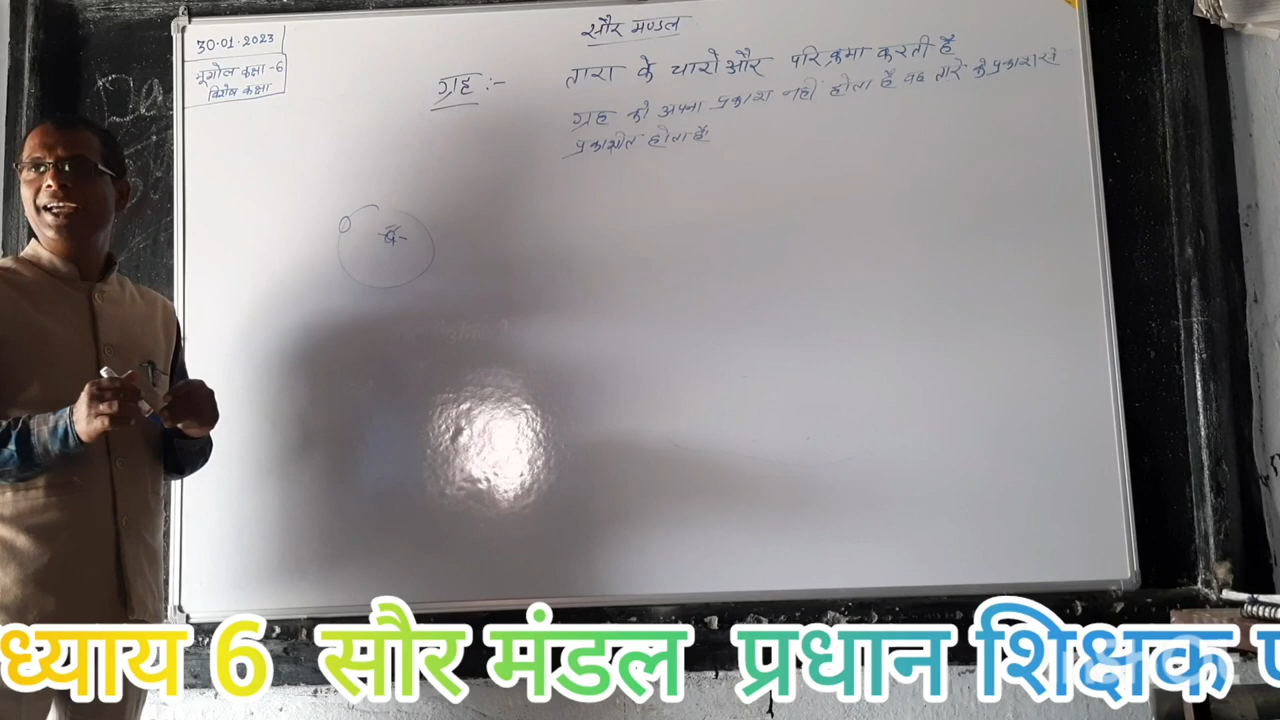 सौर मण्डल
30.01.2023
भूगोल कक्षा -6
विशेष कक्षा
ग्रह :- तारा के चारो और परिक्रमा करती है
ग्रह को अपना प्रकाश नहीं होता है वह तारे के प्रकाश से
प्रकाशीत होता है
ध्याय 6 सौर मंडल प्रधान शिक्षक प